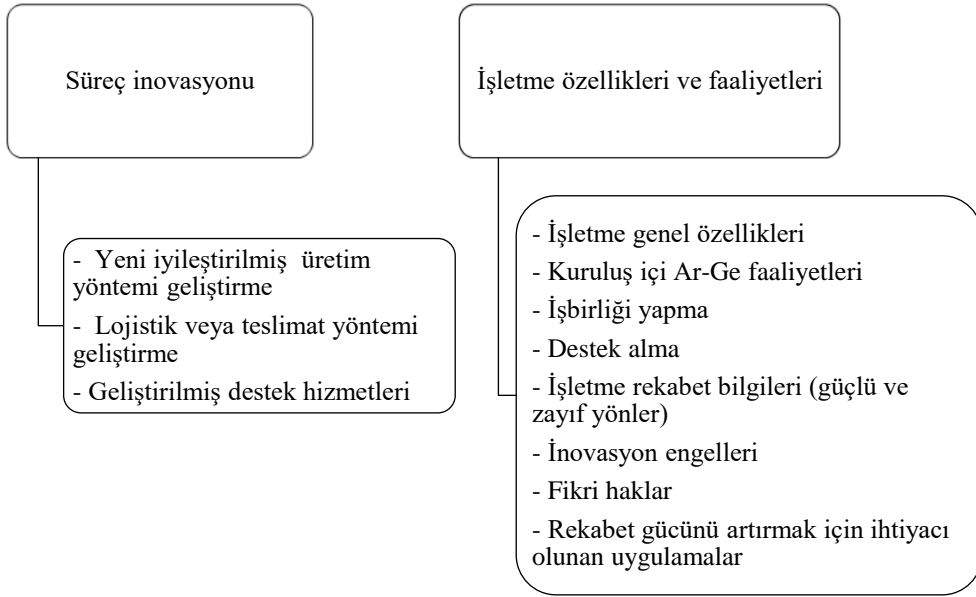 Süreç inovasyonu
- Yeni iyileştirilmiş üretim
yöntemi geliştirme
- Lojistik veya teslimat yöntemi
geliştirme
- Geliştirilmiş destek hizmetleri
İşletme özellikleri ve faaliyetleri
- İşletme genel özellikleri
- Kuruluş içi Ar-Ge faaliyetleri
- İşbirliği yapma
- Destek alma
- İşletme rekabet bilgileri (güçlü ve
zayıf yönler)
- İnovasyon engelleri
- Fikri haklar
- Rekabet gücünü artırmak için ihtiyacı
olunan uygulamalar